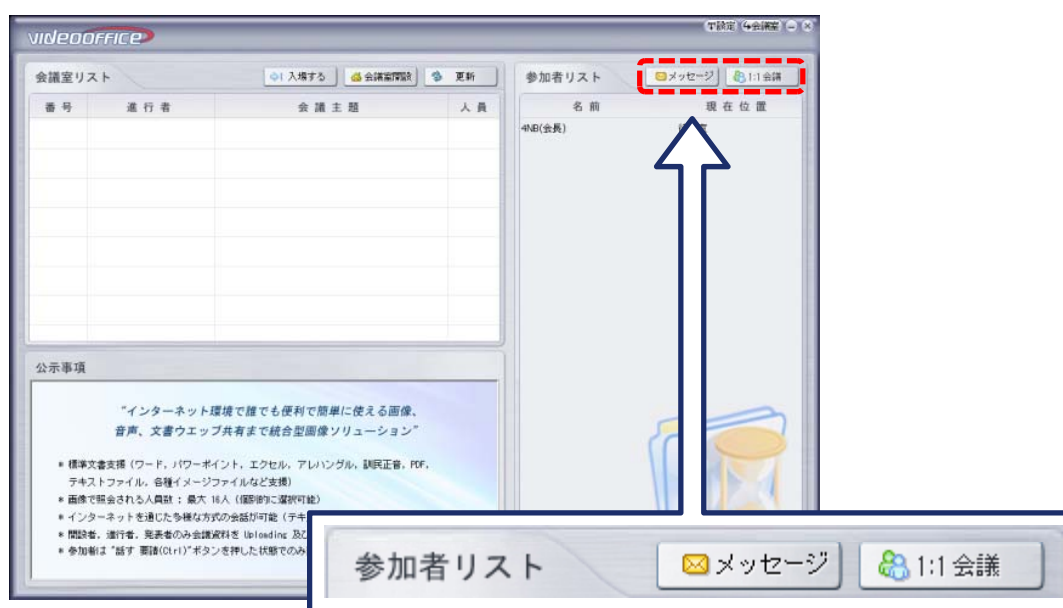 VIDEOOFFICE
設定 会議室
会議室リスト 入場する 会議室開設 更新
番号 進行者 会議主題 人員
参加者リスト メッセージ 1:1会議
名前 現在位置
4NB(会長)
公示事項
"インターネット環境で誰でも便利で簡単に使える画像、
音声、文書ウエップ共有まで統合型画像ソリューション"
* 標準文書支援 (ワード, パワーポイント, エクセル, アレハングル, 訓民正音, PDF,
テキストファイル, 各種イメージファイルなど支援)
* 画像で照会される人員数 : 最大 16人 (個別的に選択可能)
* インターネットを通じた多様な方式の会話が可能 (テキ
* 開設者, 進行者, 発表者のみ会議資料を Uploading 及び
* 参加者は "話す 要請(Ctrl)"ボタンを押した状態でのみ
参加者リスト メッセージ 1:1 会議